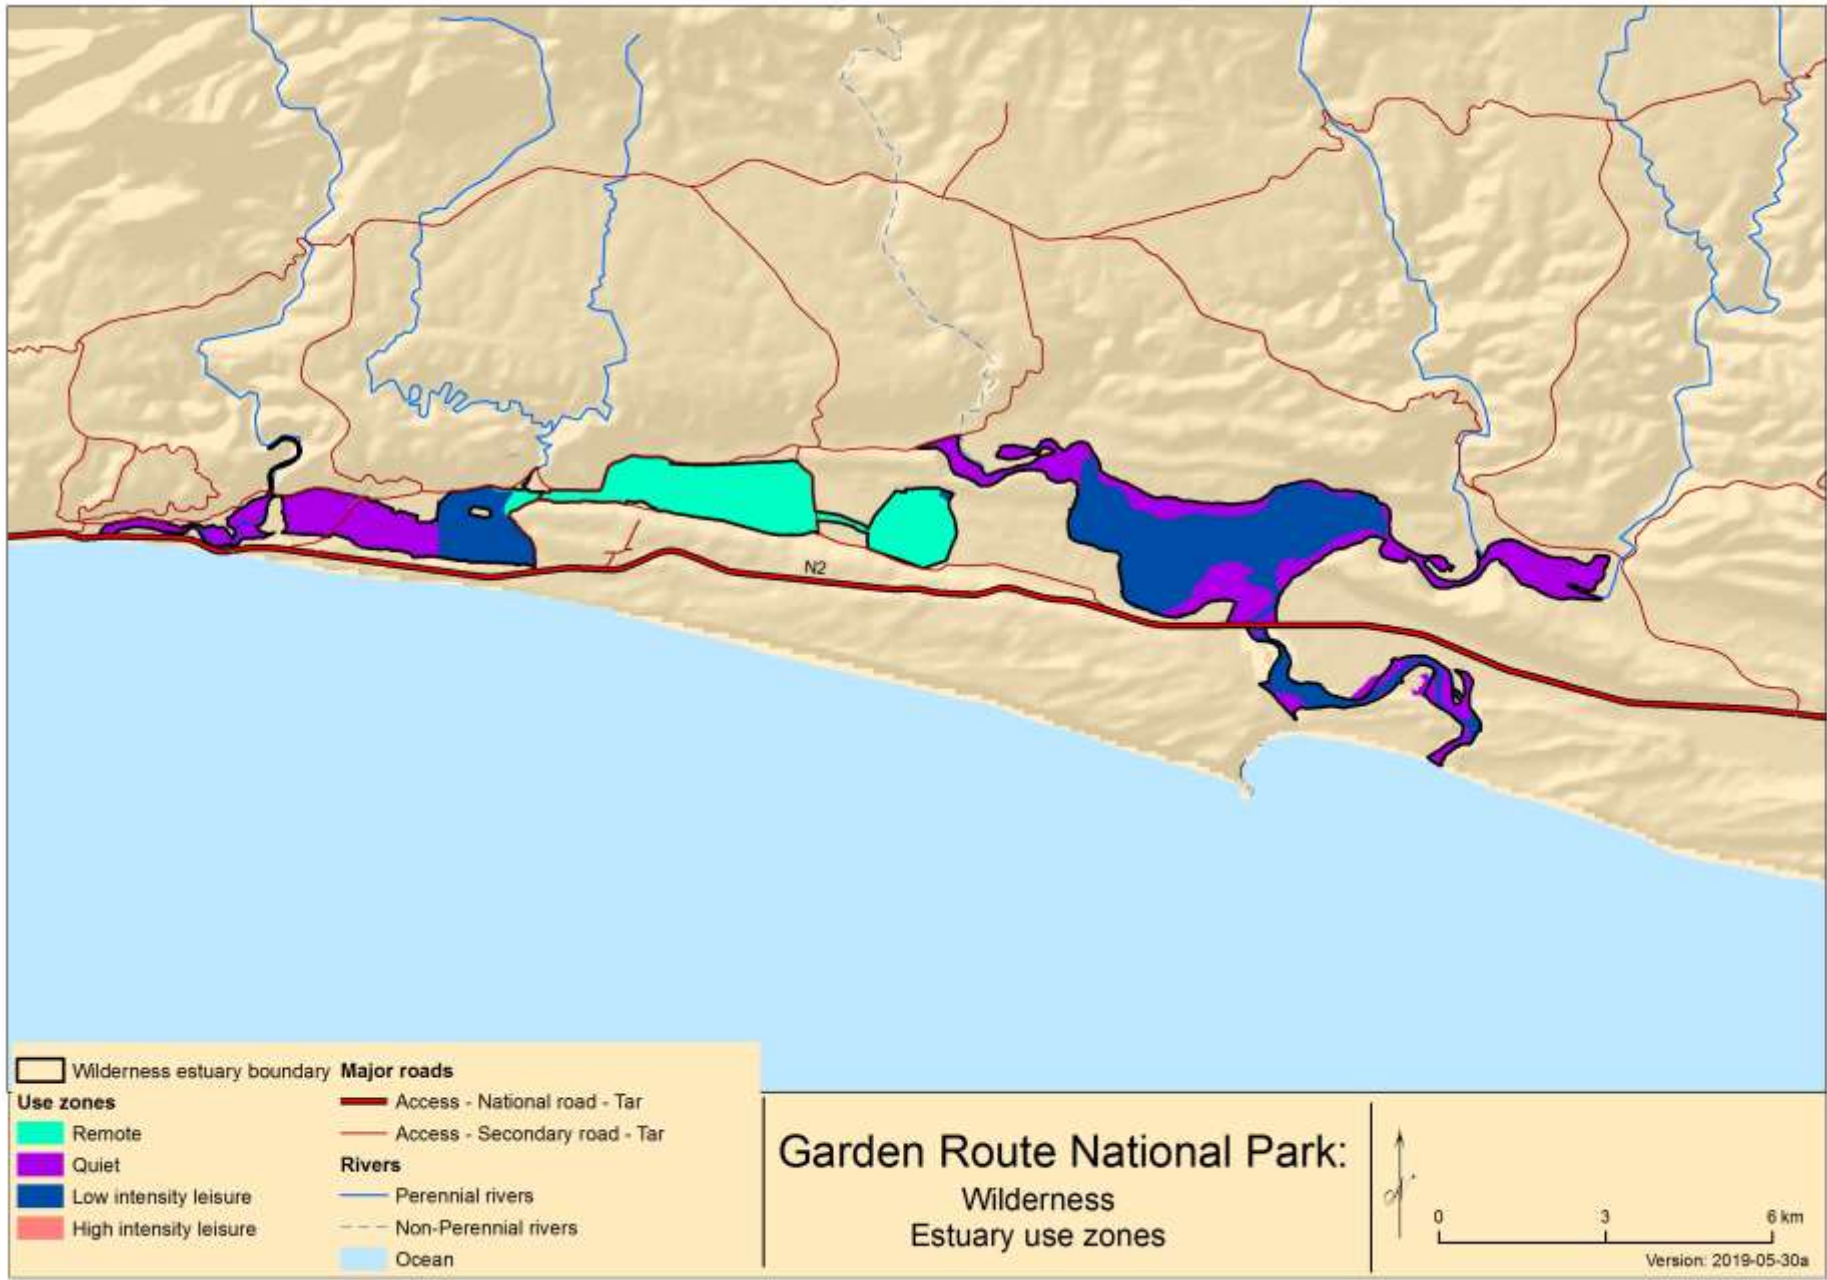 N2
Wilderness estuary boundary
Use zones
Remote
Quiet
Low intensity leisure
High intensity leisure
Major roads
Access - National road - Tar
Access - Secondary road - Tar
Rivers
Perennial rivers
Non-Perennial rivers
Ocean
Garden Route National Park:
Wilderness
Estuary use zones
0 3 6 km
Version: 2019-05-30a